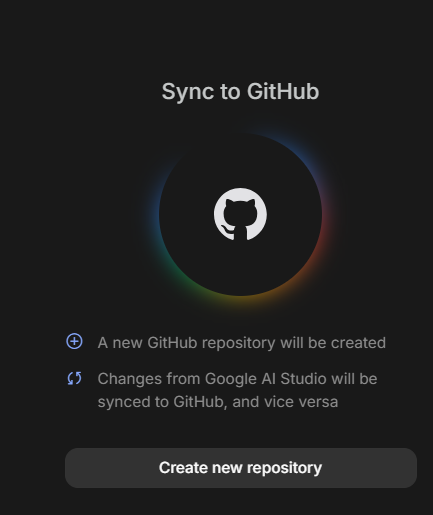 Sync to GitHub
A new GitHub repository will be created
Changes from Google AI Studio will be
synced to GitHub, and vice versa
Create new repository